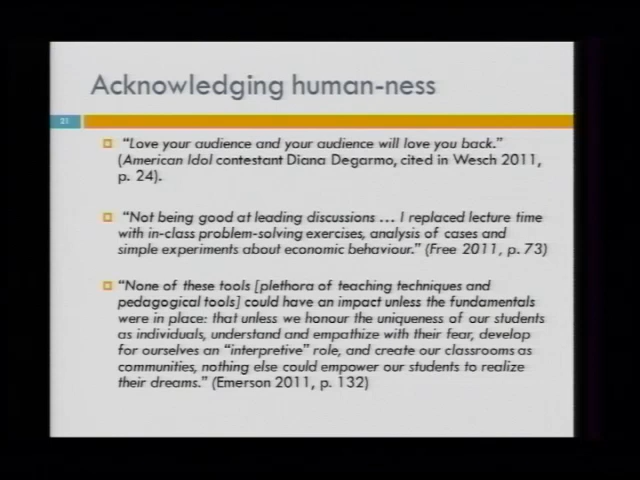 Acknowledging human-ness
21
"Love your audience and your audience will love you back."
(American Idol contestant Diana Degarmo, cited in Wesch 2011,
p. 24).
"Not being good at leading discussions … I replaced lecture time
with in-class problem-solving exercises, analysis of cases and
simple experiments about economic behaviour." (Free 2011, p. 73)
"None of these tools [plethora of teaching techniques and
pedagogical tools] could have an impact unless the fundamentals
were in place: that unless we honour the uniqueness of our students
as individuals, understand and empathize with their fear, develop
for ourselves an "interpretive" role, and create our classrooms as
communities, nothing else could empower our students to realize
their dreams." (Emerson 2011, p. 132)